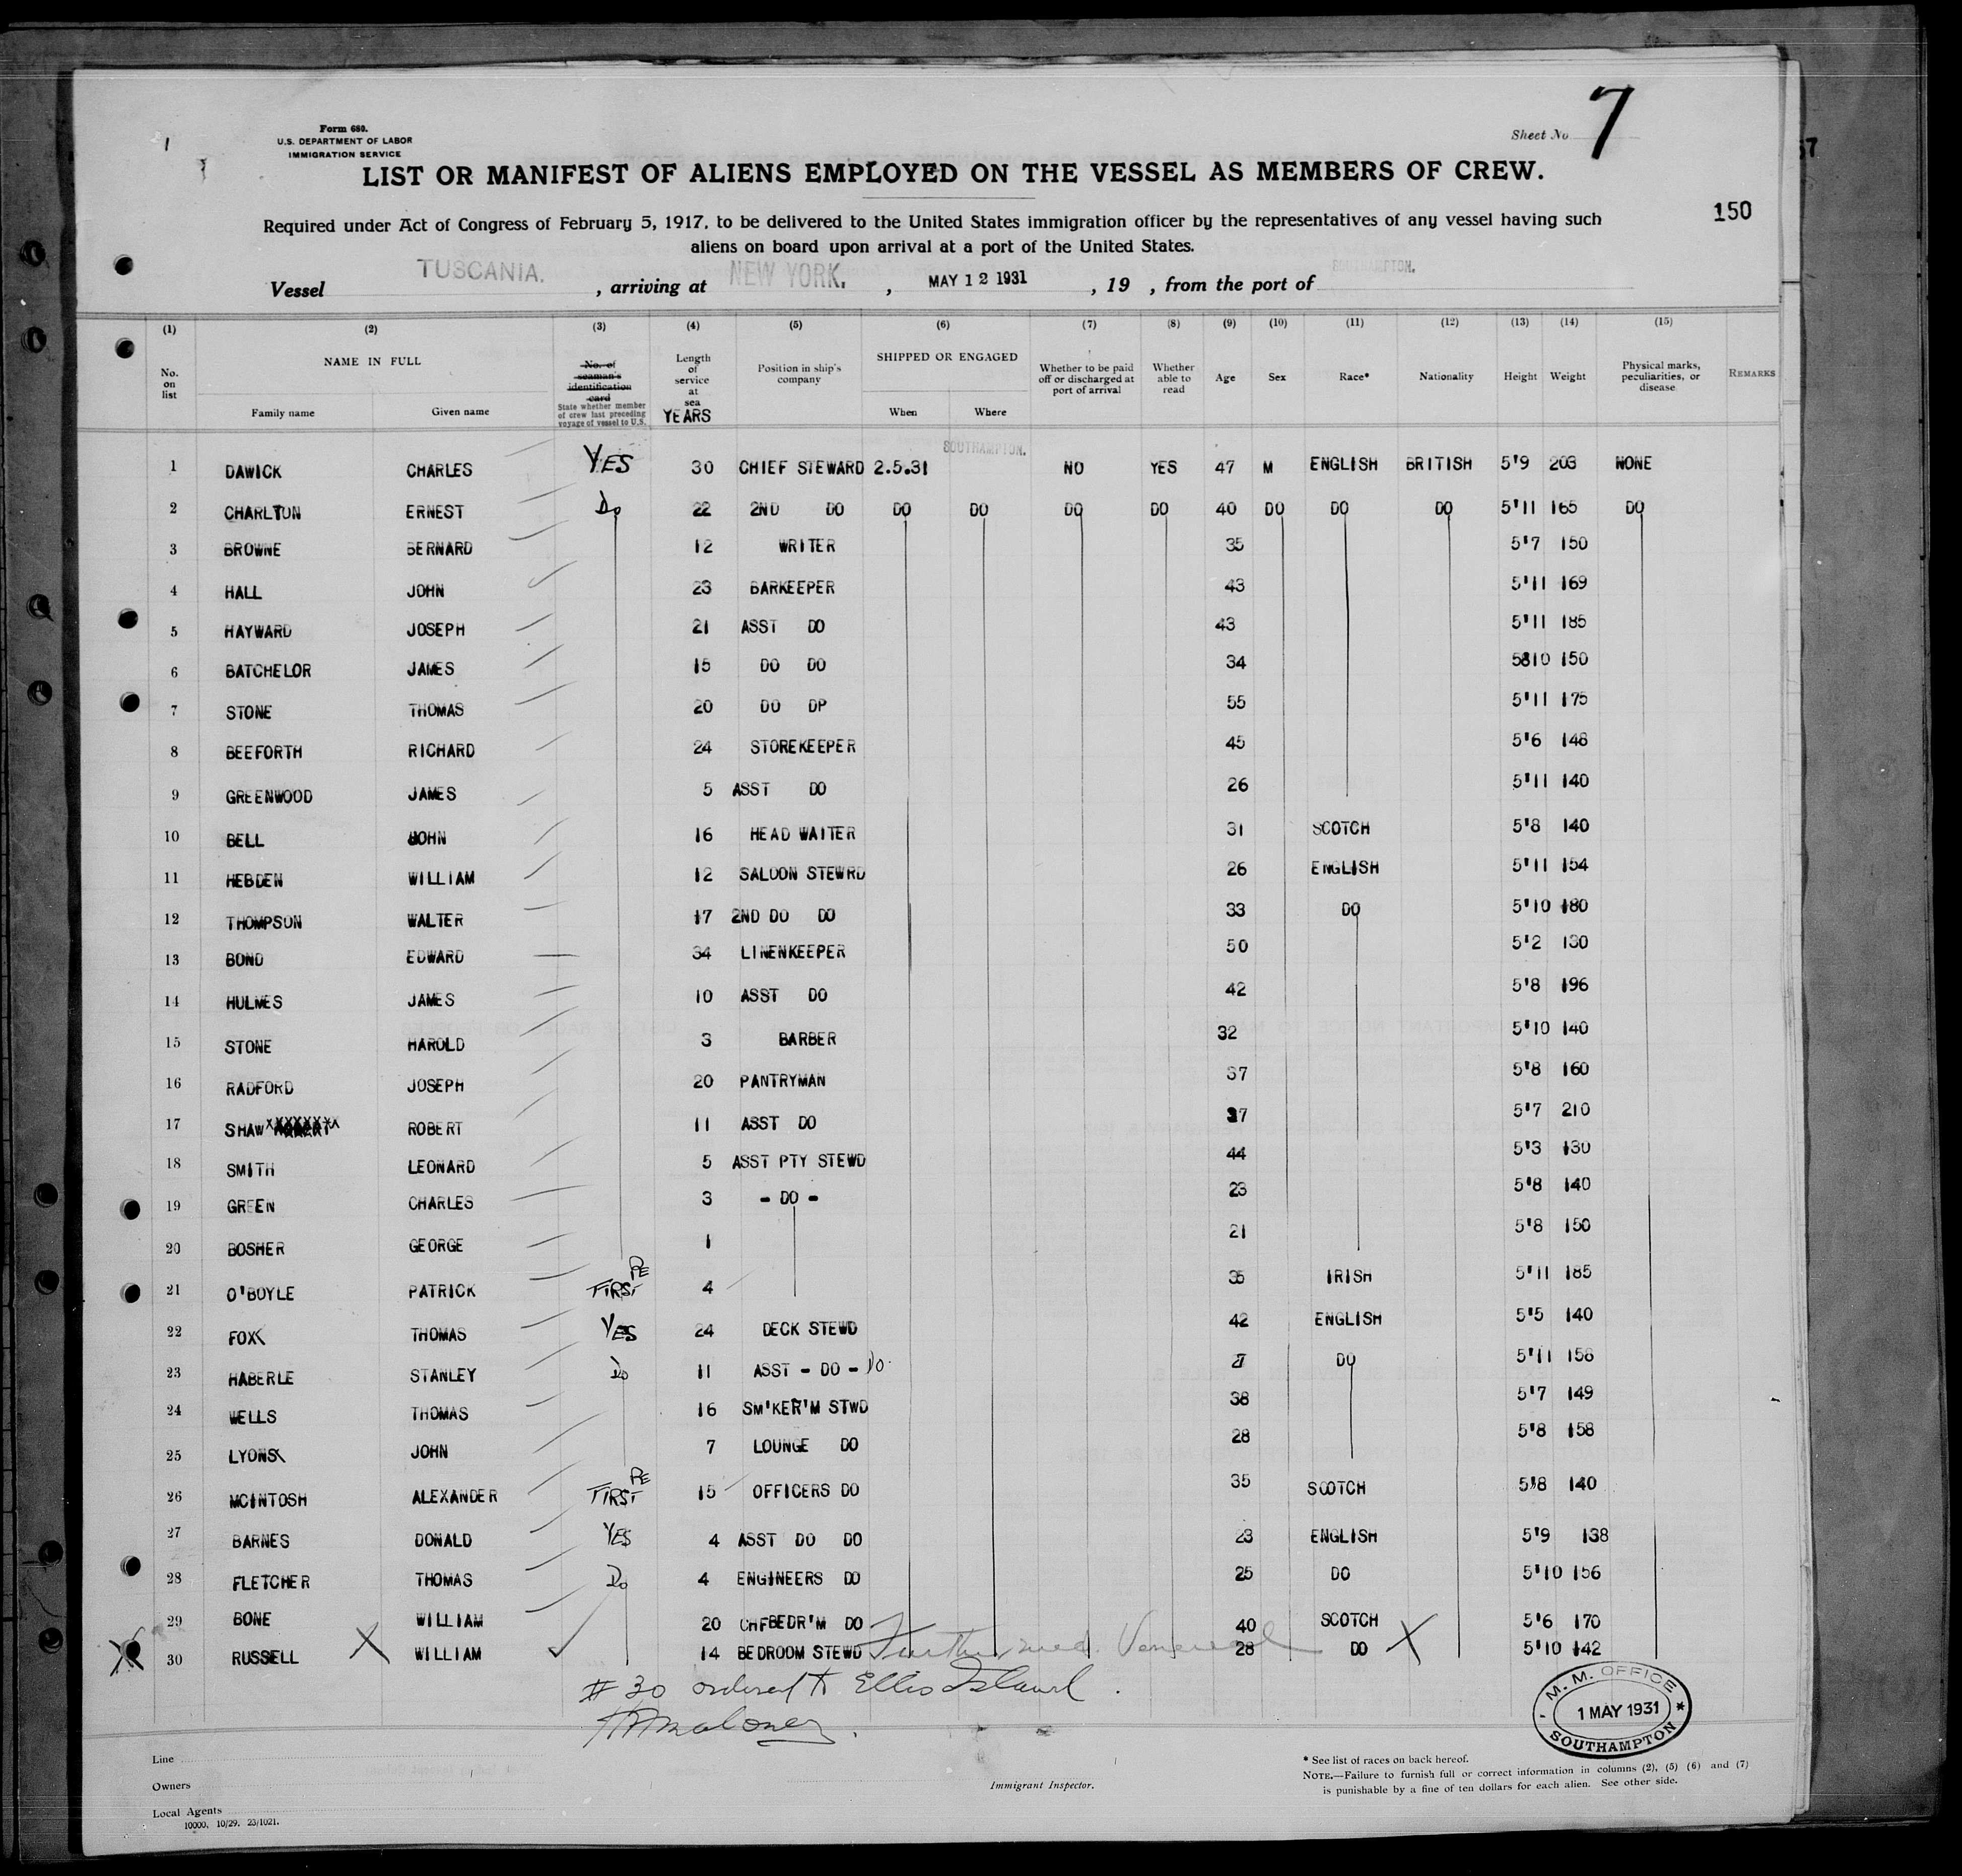 7
Sheet No
Form 680.
U.S. DEPARTMENT OF LABOR
IMMIGRATION SERVICE
LIST OR MANIFEST OF ALIENS EMPLOYED ON THE VESSEL AS MEMBERS OF CREW.
150
Required under Act of Congress of February 5, 1917, to be delivered to the United States immigration officer by the representatives of any vessel having such
aliens on board upon arrival at a port of the United States.
Vessel TUSCANIA. , arriving at NEW YORK. , MAY 12 1931 , 19 , from the port of SOUTHAMPTON.
(1) (2) (3) (4) (5) (6) (7) (8) (9) (10) (11) (12) (13) (14) (15)
No. on list NAME IN FULL Family name Given name No. of seaman's identification card State whether member of crew last preceding voyage of vessel to U.S. Length of service at sea YEARS Position in ship's company SHIPPED OR ENGAGED When Where Whether to be paid off or discharged at port of arrival Whether able to read Age Sex Race* Nationality Height Weight Physical marks, peculiarities, or disease REMARKS
SOUTHAMPTON.
1 DAWICK CHARLES YES 30 CHIEF STEWARD 2.5.31 NO YES 47 M ENGLISH BRITISH 5'9 203 NONE
2 CHARLTON ERNEST Do 22 2ND DO DO DO DO DO 40 DO DO DO 5'11 165 DO
3 BROWNE BERNARD 12 WRITER 35 5'7 150
4 HALL JOHN 23 BARKEEPER 43 5'11 169
5 HAYWARD JOSEPH 21 ASST DO 43 5'11 185
6 BATCHELOR JAMES 15 DO DO 34 5810 150
7 STONE THOMAS 20 DO DP 55 5'11 175
8 BEEFORTH RICHARD 24 STOREKEEPER 45 5'6 146
9 GREENWOOD JAMES 5 ASST DO 26 5'11 140
10 BELL JOHN 16 HEAD WAITER 31 SCOTCH 5'8 140
11 HEBDEN WILLIAM 12 SALOON STEWRD 26 ENGLISH 5'11 154
12 THOMPSON WALTER 17 2ND DO DO 33 DO 5'10 180
13 BOND EDWARD 34 LINENKEEPER 50 5'2 130
14 HULMES JAMES 10 ASST DO 42 5'8 196
15 STONE HAROLD 3 BARBER 32 5'10 140
16 RADFORD JOSEPH 20 PANTRYMAN 37 5'8 160
17 SHAW ROBERT 11 ASST DO 37 5'7 210
18 SMITH LEONARD 5 ASST PTY STEWD 44 5'3 130
19 GREEN CHARLES 3 - DO - 23 5'8 140
20 BOSHER GEORGE 1 21 5'8 150
21 O'BOYLE PATRICK FIRST PE 4 35 IRISH 5'11 185
22 FOX THOMAS YES 24 DECK STEWD 42 ENGLISH 5'5 140
23 HABERLE STANLEY Do 11 ASST - DO - DO DO 5'11 158
24 WELLS THOMAS 16 SM'KER'M STWD 38 5'7 149
25 LYONS JOHN 7 LOUNGE DO 28 5'8 158
26 MCINTOSH ALEXANDER FIRST PE 15 OFFICERS DO 35 SCOTCH 5'8 140
27 BARNES DONALD YES 4 ASST DO DO 23 ENGLISH 5'9 138
28 FLETCHER THOMAS Do 4 ENGINEERS DO 25 DO 5'10 156
29 BONE WILLIAM 20 CHFBEDR'M DO 40 SCOTCH 5'6 170
30 RUSSELL X WILLIAM 14 BEDROOM STEWD Further med. Venereal 28 DO X 5'10 142
#30 ordered to Ellis Island.
Maloney.
M. M. OFFICE
1 MAY 1931
SOUTHAMPTON
Line
Owners
Local Agents
10000. 10/29. 23/1021.
Immigrant Inspector.
* See list of races on back hereof.
NOTE.—Failure to furnish full or correct information in columns (2), (5) (6) and (7)
is punishable by a fine of ten dollars for each alien. See other side.